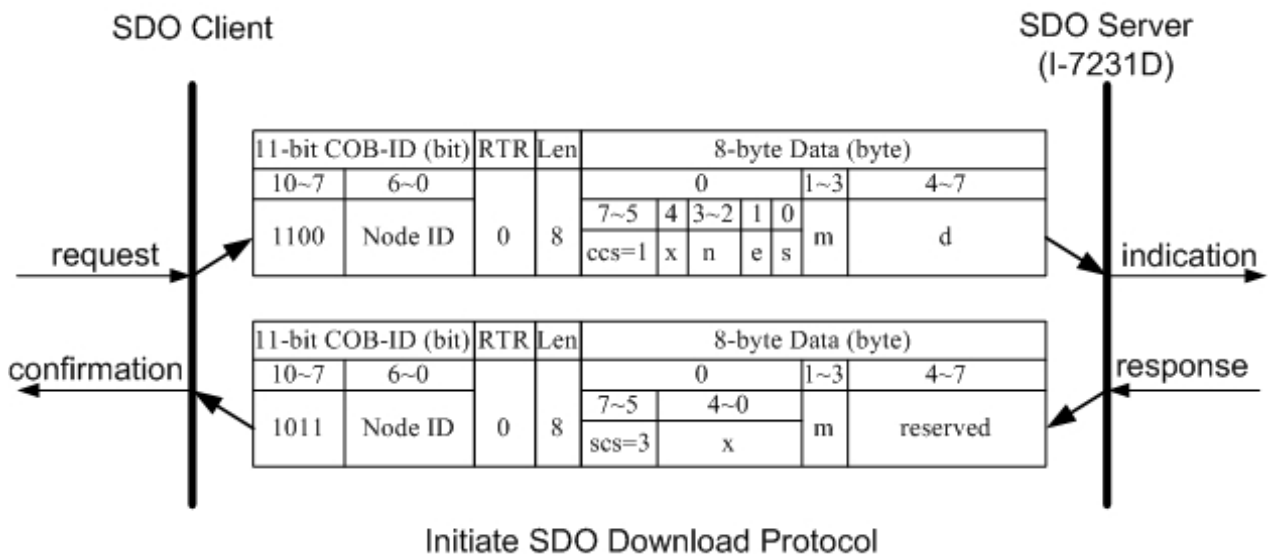 SDO Client
SDO Server
(I-7231D)
11-bit COB-ID (bit) RTR Len 8-byte Data (byte)
10~7 6~0 0 1~3 4~7
7~5 4 3~2 1 0
1100 Node ID 0 8 m d
ccs=1 x n e s
request
indication
11-bit COB-ID (bit) RTR Len 8-byte Data (byte)
10~7 6~0 0 1~3 4~7
7~5 4~0
1011 Node ID 0 8 m reserved
scs=3 x
confirmation
response
Initiate SDO Download Protocol